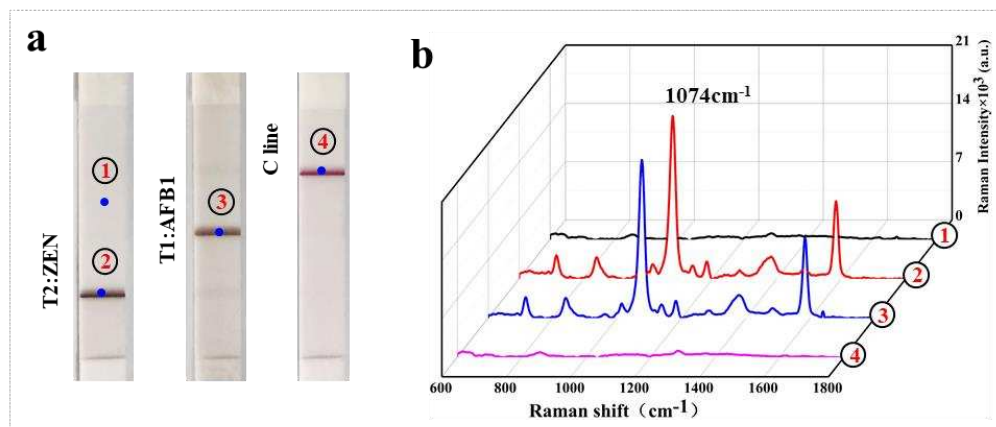 a
T2:ZEN
①
②
T1:AFB1
③
C line
④
b
1074cm⁻¹
21
14
7
0
Raman Intensity×10³ (a.u.)
①
②
③
④
600 800 1000 1200 1400 1600 1800
Raman shift（cm⁻¹）